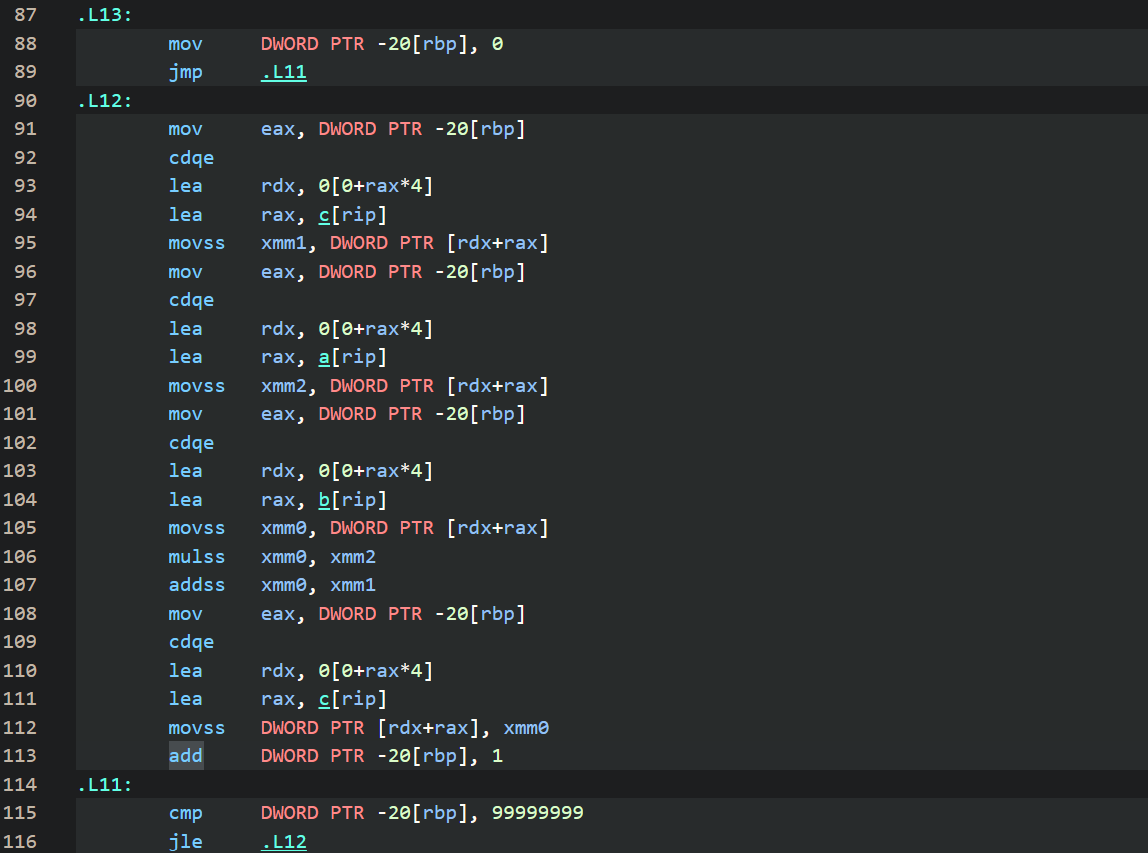 87 .L13:
88 mov DWORD PTR -20[rbp], 0
89 jmp .L11
90 .L12:
91 mov eax, DWORD PTR -20[rbp]
92 cdqe
93 lea rdx, 0[0+rax*4]
94 lea rax, c[rip]
95 movss xmm1, DWORD PTR [rdx+rax]
96 mov eax, DWORD PTR -20[rbp]
97 cdqe
98 lea rdx, 0[0+rax*4]
99 lea rax, a[rip]
100 movss xmm2, DWORD PTR [rdx+rax]
101 mov eax, DWORD PTR -20[rbp]
102 cdqe
103 lea rdx, 0[0+rax*4]
104 lea rax, b[rip]
105 movss xmm0, DWORD PTR [rdx+rax]
106 mulss xmm0, xmm2
107 addss xmm0, xmm1
108 mov eax, DWORD PTR -20[rbp]
109 cdqe
110 lea rdx, 0[0+rax*4]
111 lea rax, c[rip]
112 movss DWORD PTR [rdx+rax], xmm0
113 add DWORD PTR -20[rbp], 1
114 .L11:
115 cmp DWORD PTR -20[rbp], 99999999
116 jle .L12